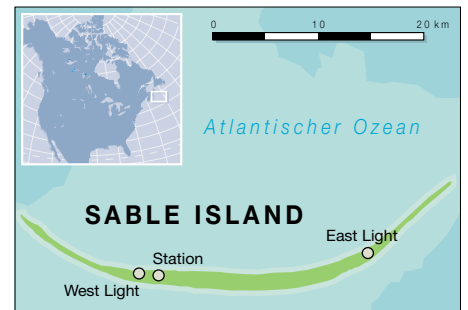 0 10 20 km
Atlantischer Ozean
SABLE ISLAND
East Light
Station
West Light